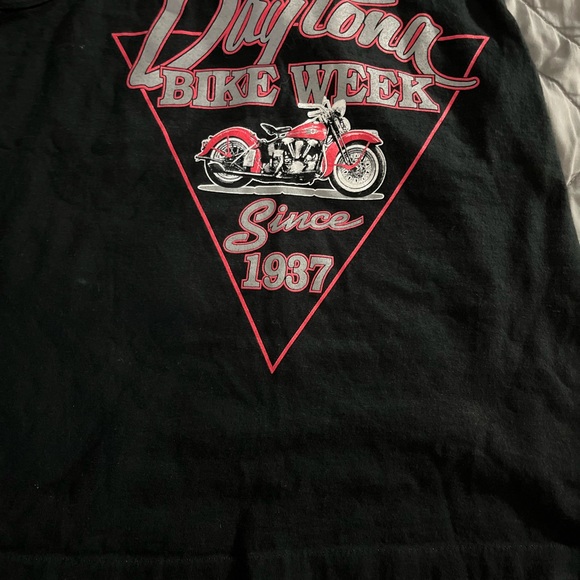 Daytona
BIKE WEEK
Since
1937